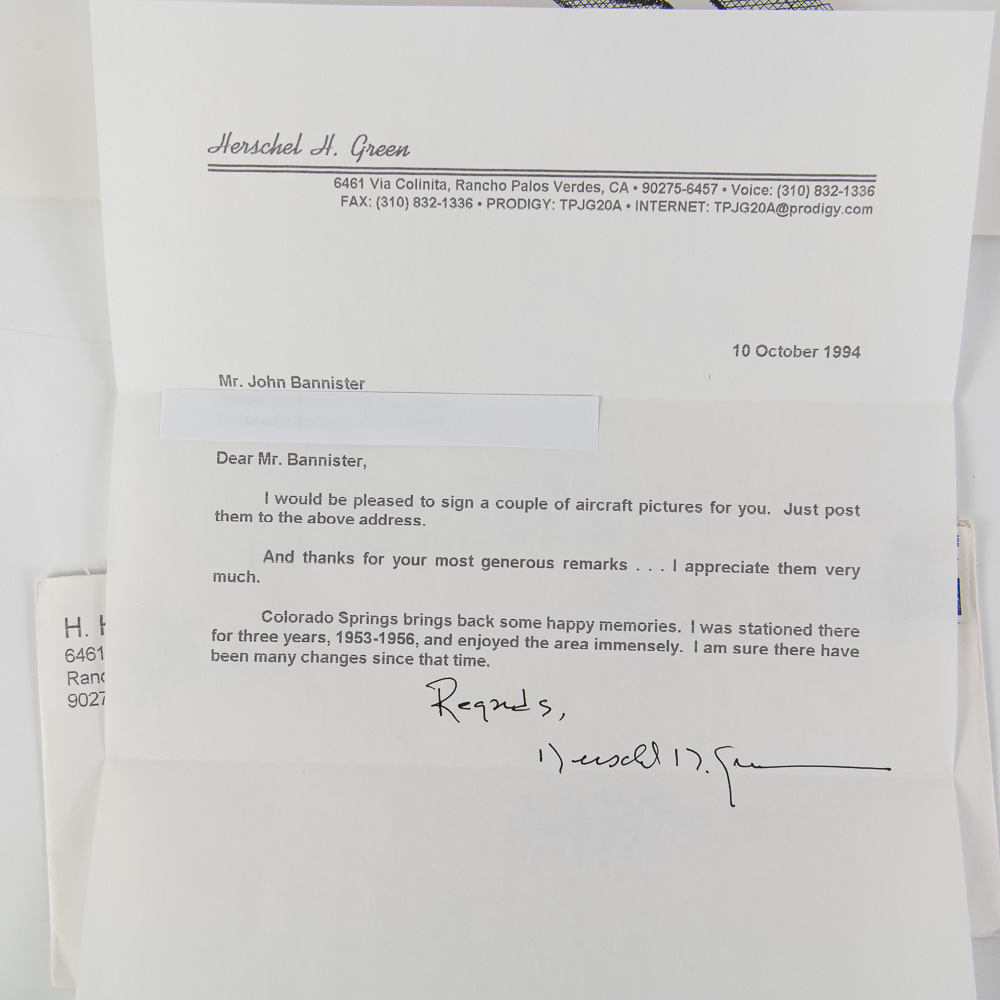 Herschel H. Green
6461 Via Colinita, Rancho Palos Verdes, CA • 90275-6457 • Voice: (310) 832-1336
FAX: (310) 832-1336 • PRODIGY: TPJG20A • INTERNET: TPJG20A@prodigy.com
10 October 1994
Mr. John Bannister
Dear Mr. Bannister,
I would be pleased to sign a couple of aircraft pictures for you. Just post
them to the above address.
And thanks for your most generous remarks . . . I appreciate them very
much.
Colorado Springs brings back some happy memories. I was stationed there
for three years, 1953-1956, and enjoyed the area immensely. I am sure there have
been many changes since that time.
Regards,
Herschel H. Green
H. H
6461
Ranc
9027